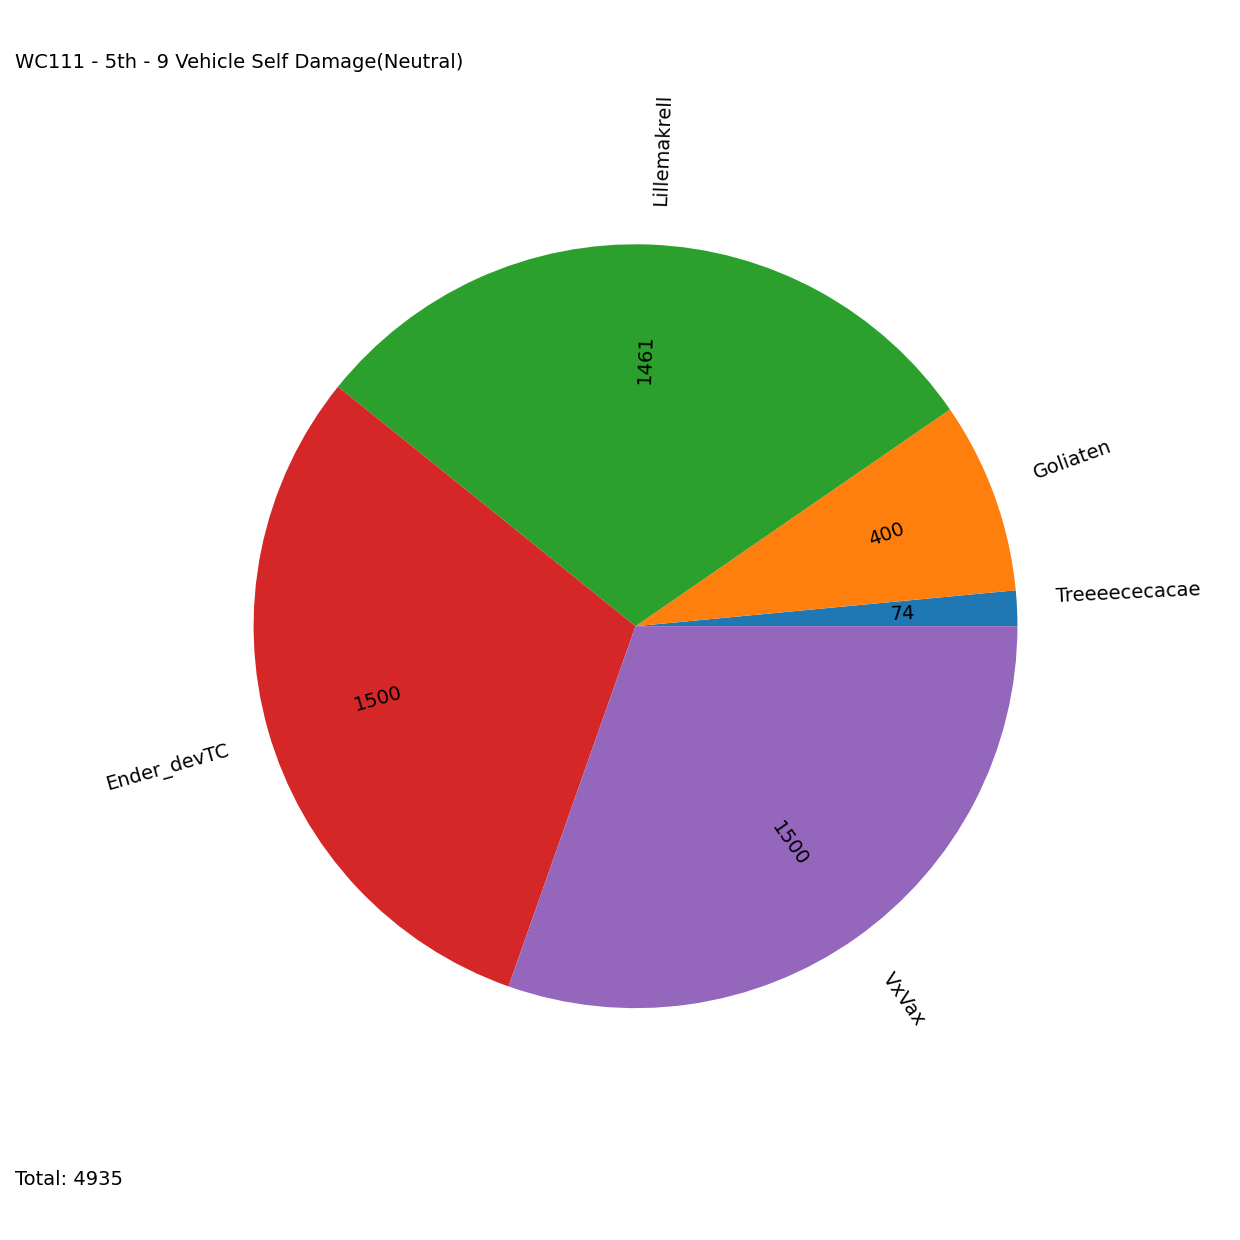 WC111 - 5th - 9 Vehicle Self Damage(Neutral)
Lillemakrell
1461
Goliaten
400
Treeeececacae
74
1500
Ender_devTC
1500
VxVax
Total: 4935